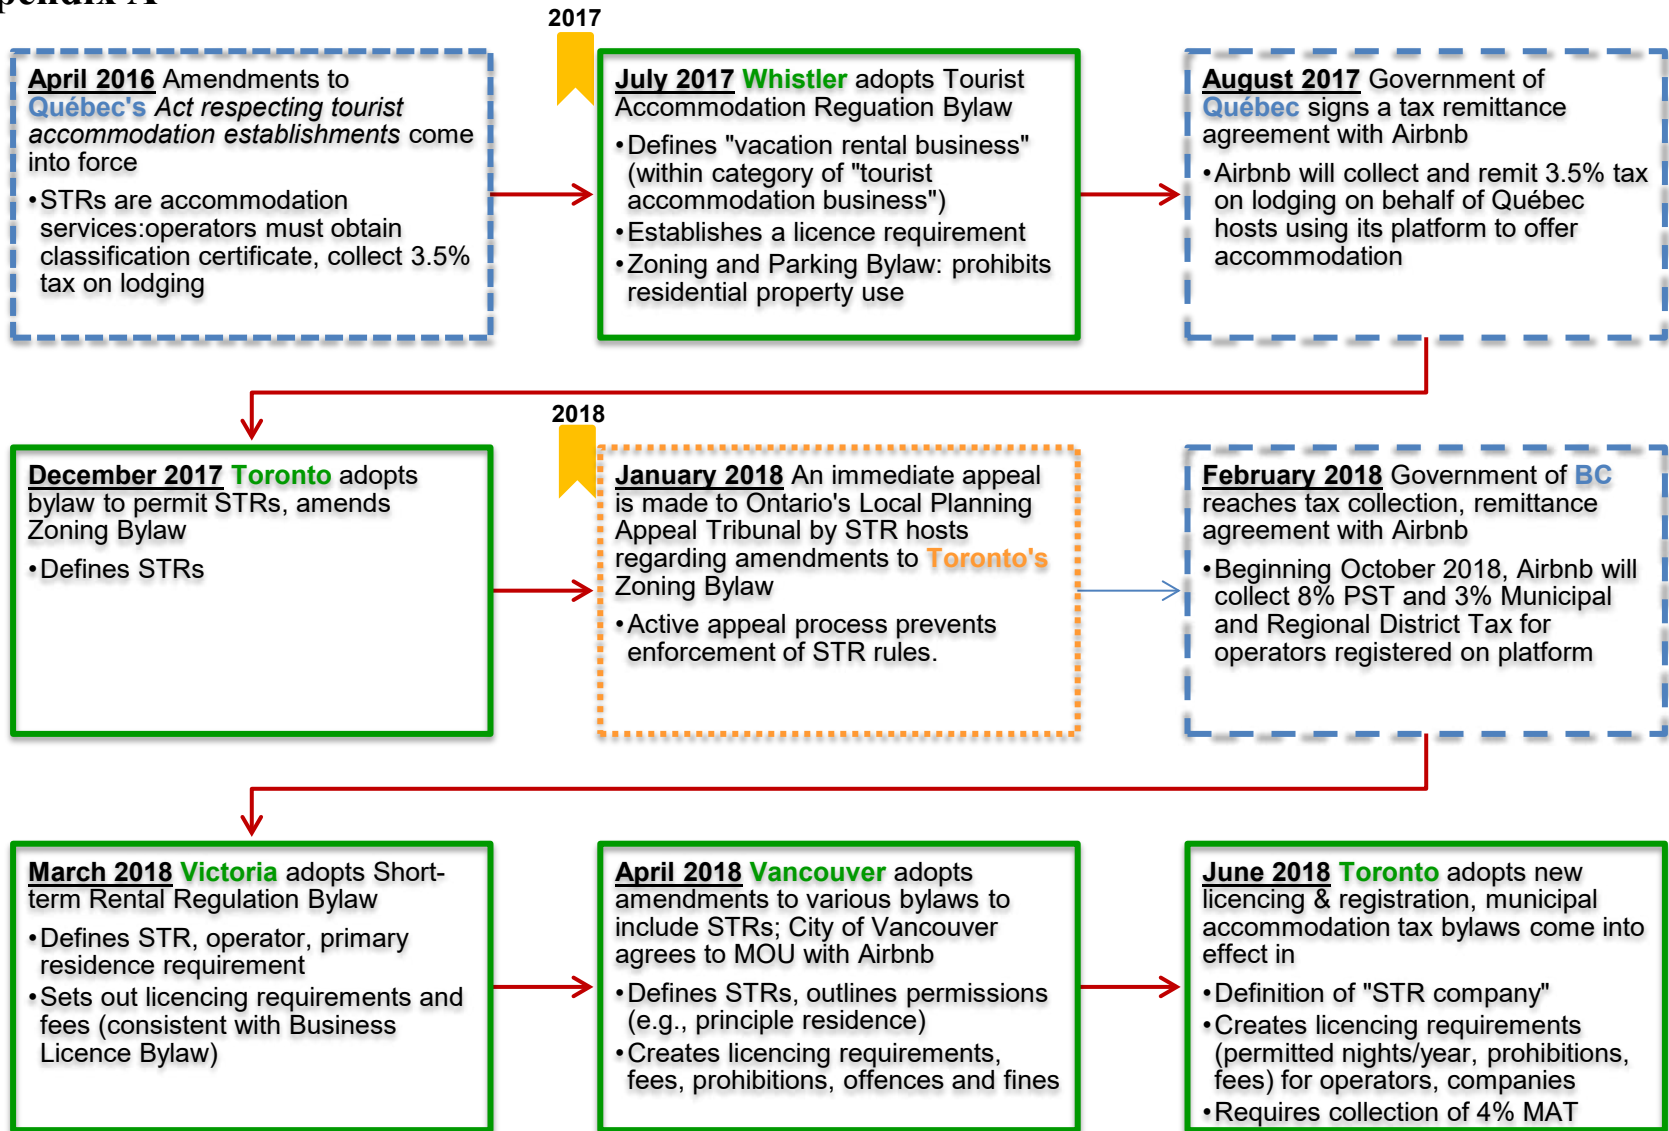 pendix A
2017
April 2016 Amendments to
Québec's Act respecting tourist
accommodation establishments come
into force
•STRs are accommodation
services:operators must obtain
classification certificate, collect 3.5%
tax on lodging
July 2017 Whistler adopts Tourist
Accommodation Reguation Bylaw
•Defines "vacation rental business"
(within category of "tourist
accommodation business")
•Establishes a licence requirement
•Zoning and Parking Bylaw: prohibits
residential property use
August 2017 Government of
Québec signs a tax remittance
agreement with Airbnb
•Airbnb will collect and remit 3.5% tax
on lodging on behalf of Québec
hosts using its platform to offer
accommodation
2018
December 2017 Toronto adopts
bylaw to permit STRs, amends
Zoning Bylaw
•Defines STRs
January 2018 An immediate appeal
is made to Ontario's Local Planning
Appeal Tribunal by STR hosts
regarding amendments to Toronto's
Zoning Bylaw
•Active appeal process prevents
enforcement of STR rules.
February 2018 Government of BC
reaches tax collection, remittance
agreement with Airbnb
•Beginning October 2018, Airbnb will
collect 8% PST and 3% Municipal
and Regional District Tax for
operators registered on platform
March 2018 Victoria adopts Short-
term Rental Regulation Bylaw
•Defines STR, operator, primary
residence requirement
•Sets out licencing requirements and
fees (consistent with Business
Licence Bylaw)
April 2018 Vancouver adopts
amendments to various bylaws to
include STRs; City of Vancouver
agrees to MOU with Airbnb
•Defines STRs, outlines permissions
(e.g., principle residence)
•Creates licencing requirements,
fees, prohibitions, offences and fines
June 2018 Toronto adopts new
licencing & registration, municipal
accommodation tax bylaws come into
effect in
•Definition of "STR company"
•Creates licencing requirements
(permitted nights/year, prohibitions,
fees) for operators, companies
•Requires collection of 4% MAT